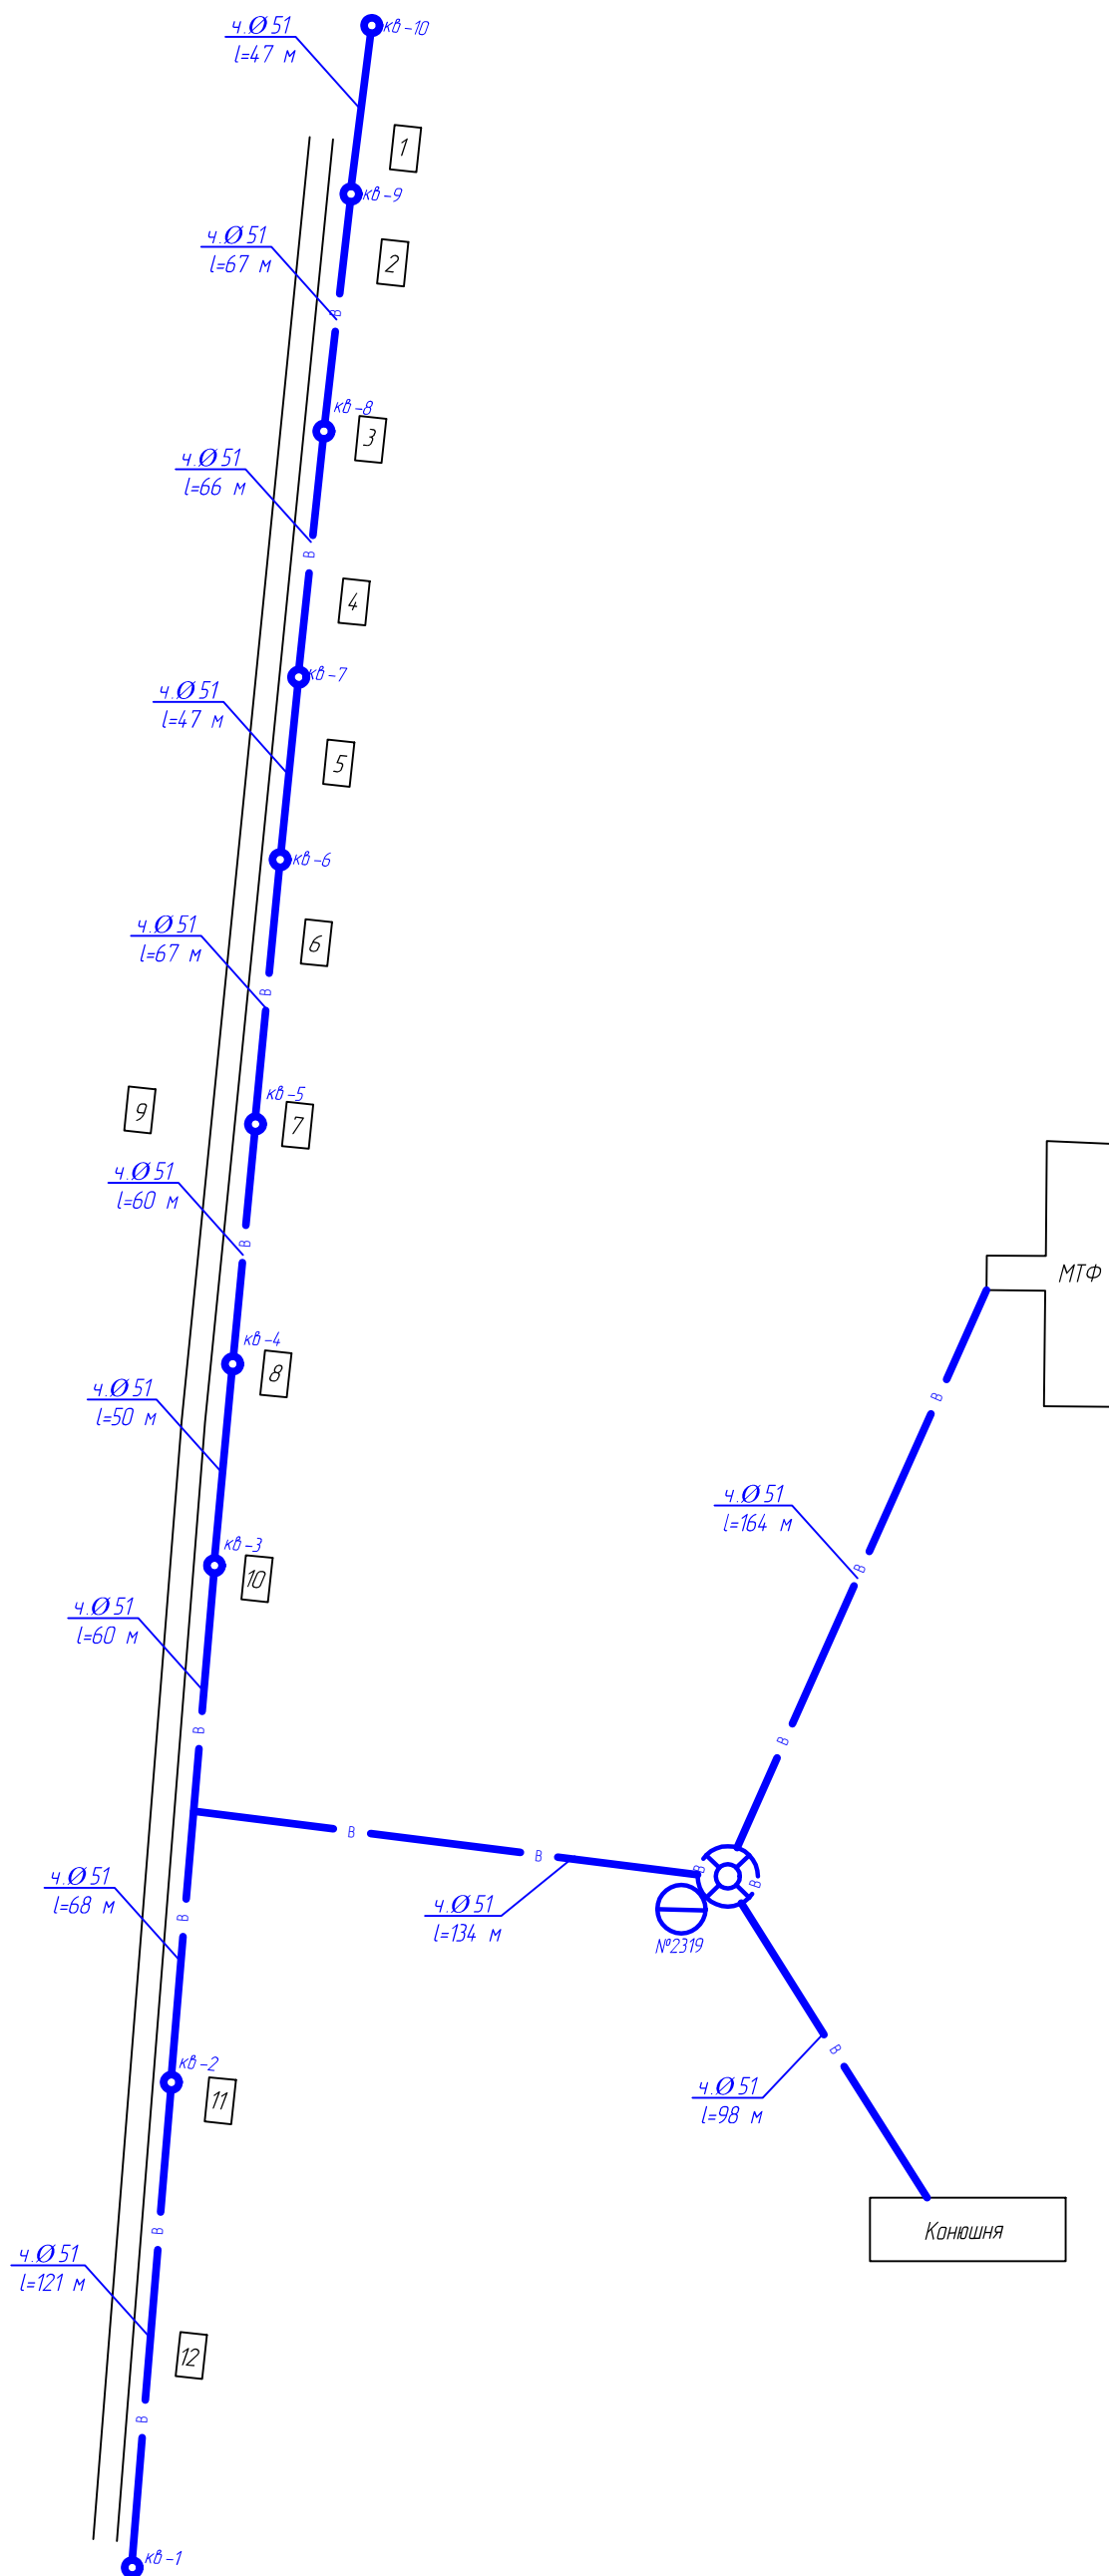 ч.Ø51
l=47 м
кв-10
1
кв-9
ч.Ø51
l=67 м
2
В
кв-8
3
ч.Ø51
l=66 м
В
4
кв-7
ч.Ø51
l=47 м
5
кв-6
ч.Ø51
l=67 м
6
В
кв-5
9
7
ч.Ø51
l=60 м
В
МТФ
кв-4
8
ч.Ø51
l=50 м
В
ч.Ø51
l=164 м
кв-3
10
В
ч.Ø51
l=60 м
В
В
В
В
В
В
ч.Ø51
l=68 м
В
ч.Ø51
l=134 м
№2319
кв-2
11
В
ч.Ø51
l=98 м
В
Конюшня
ч.Ø51
l=121 м
12
В
кв-1